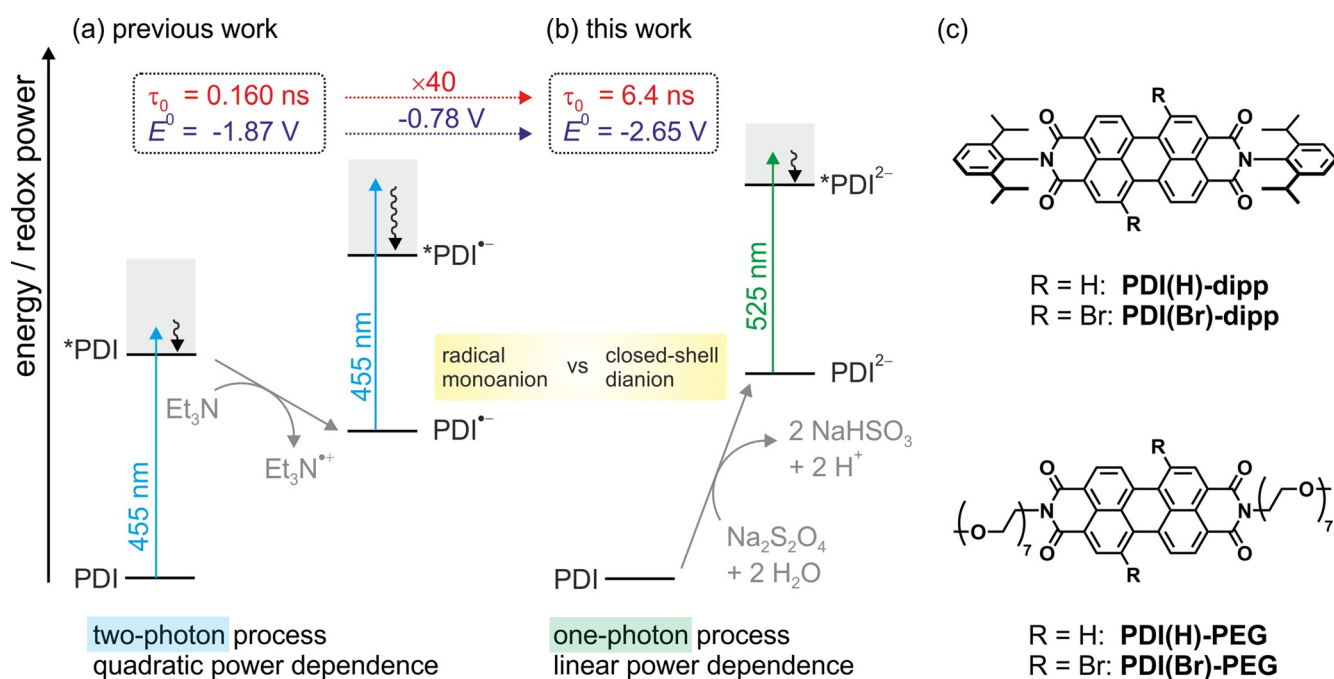 (a) previous work
(b) this work
(c)
energy / redox power
τ₀ = 0.160 ns
E⁰ = -1.87 V
×40
-0.78 V
τ₀ = 6.4 ns
E⁰ = -2.65 V
*PDI
455 nm
PDI
Et₃N
Et₃N•⁺
*PDI•⁻
455 nm
PDI•⁻
radical
monoanion
vs
closed-shell
dianion
*PDI²⁻
525 nm
PDI²⁻
2 NaHSO₃
+ 2 H⁺
Na₂S₂O₄
+ 2 H₂O
PDI
two-photon process
quadratic power dependence
one-photon process
linear power dependence
R
O O
N N
O O
R
R = H: PDI(H)-dipp
R = Br: PDI(Br)-dipp
R
O O
O 7 N N O 7
O O
R
R = H: PDI(H)-PEG
R = Br: PDI(Br)-PEG